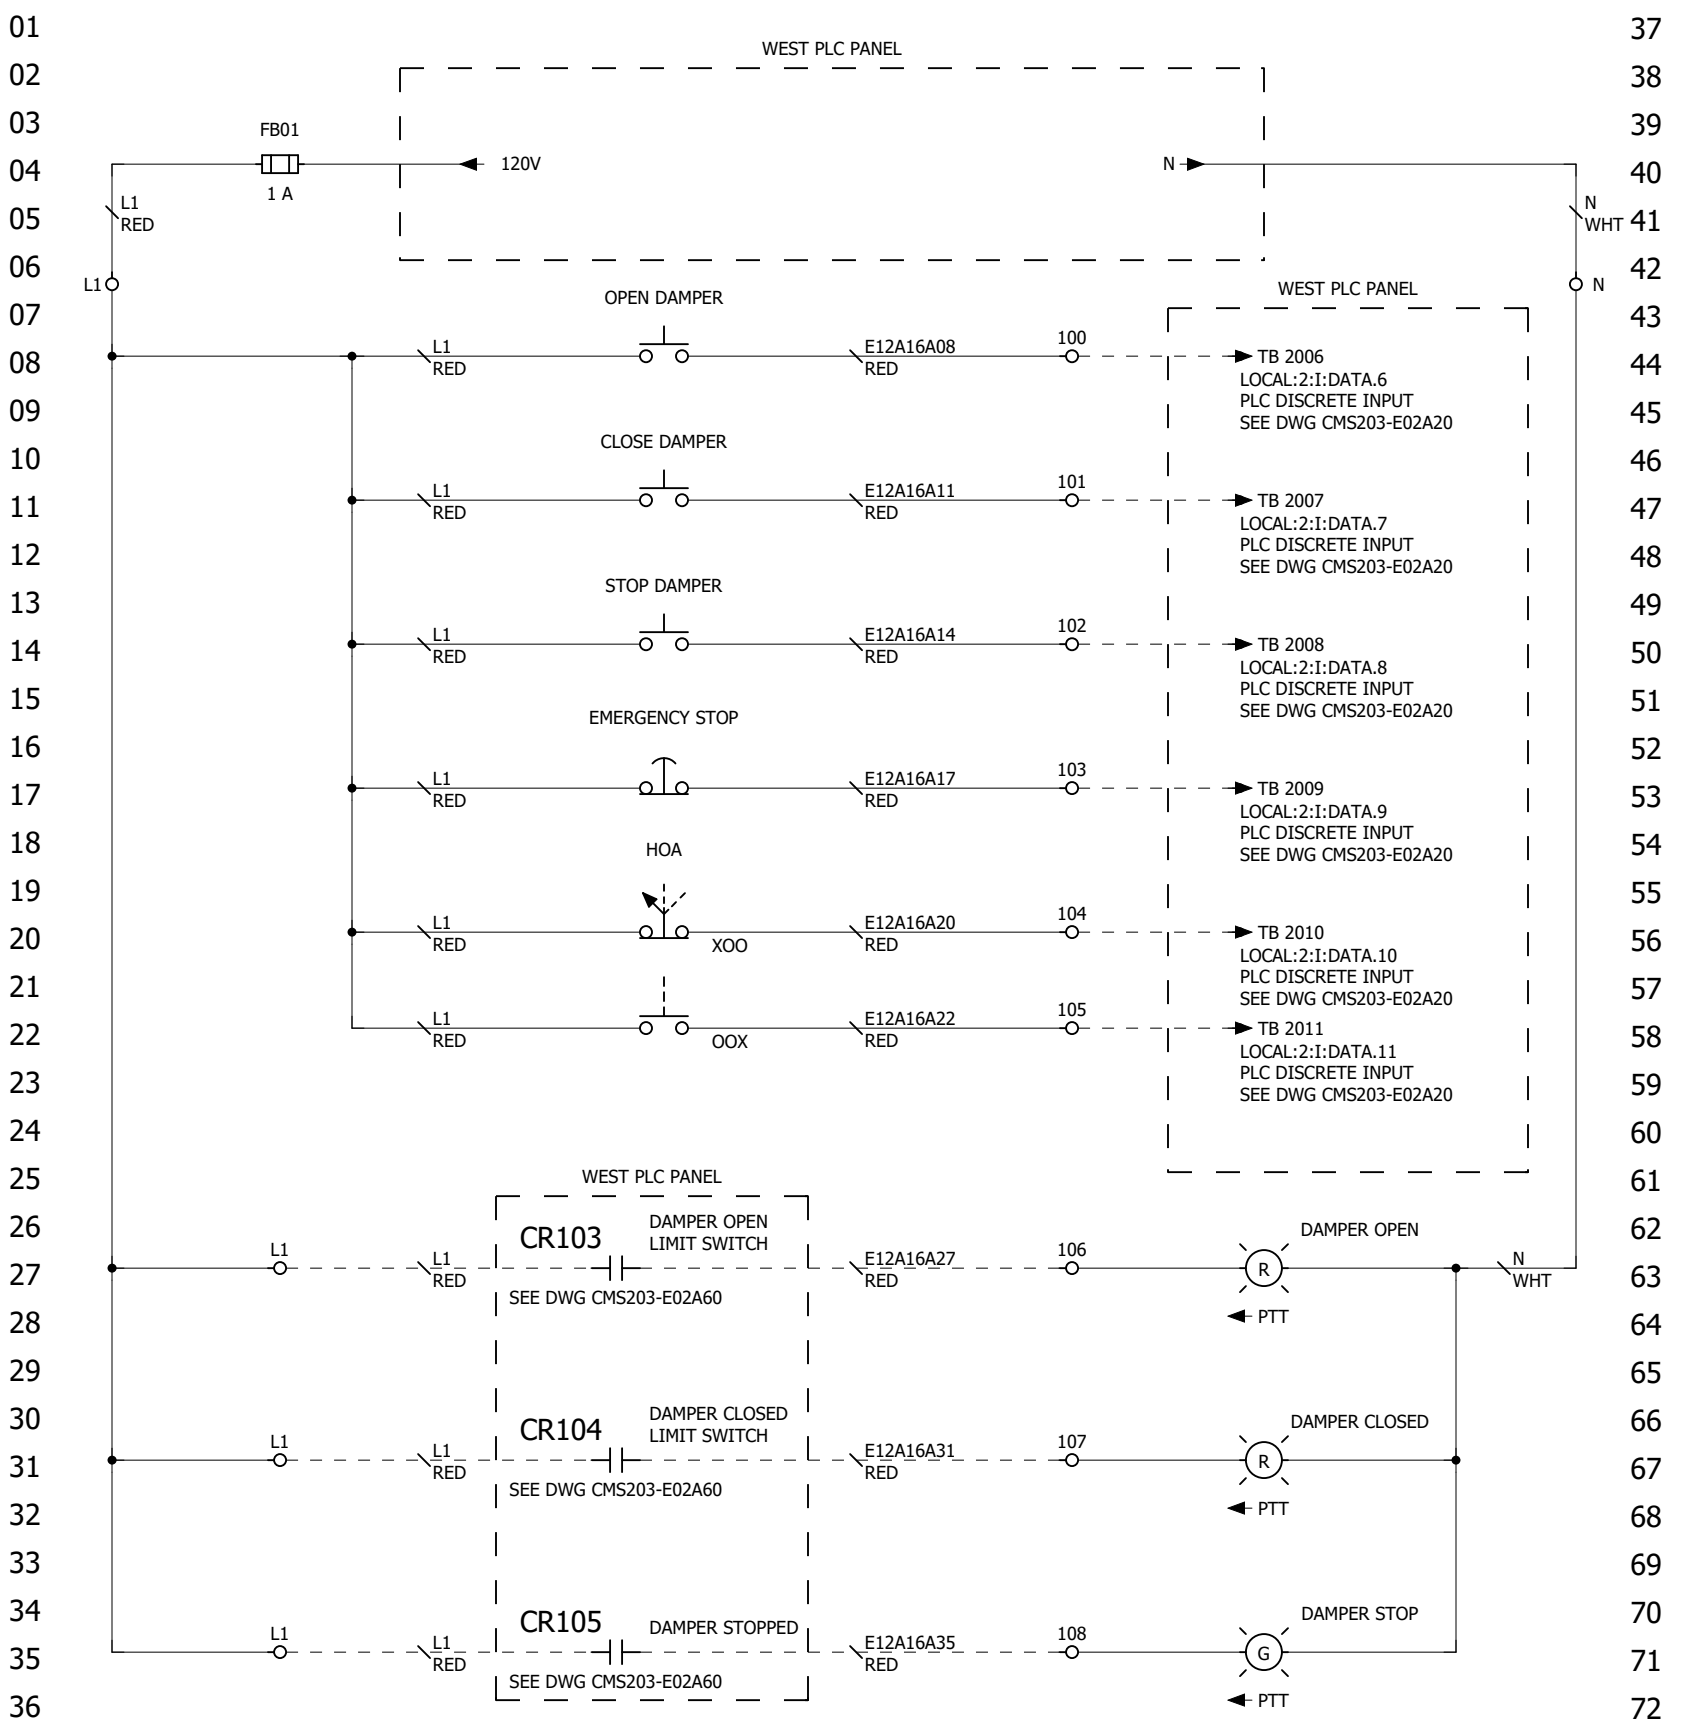 01
37
WEST PLC PANEL
02
38
03
39
FB01
04
120V
N
40
1 A
L1
RED
N
WHT
05
41
06
42
L1
N
07
43
OPEN DAMPER
WEST PLC PANEL
08
44
L1
RED
E12A16A08
RED
100
TB 2006
LOCAL:2:I:DATA.6
PLC DISCRETE INPUT
SEE DWG CMS203-E02A20
09
45
10
46
CLOSE DAMPER
11
47
L1
RED
E12A16A11
RED
101
TB 2007
LOCAL:2:I:DATA.7
PLC DISCRETE INPUT
SEE DWG CMS203-E02A20
12
48
13
49
STOP DAMPER
14
50
L1
RED
E12A16A14
RED
102
TB 2008
LOCAL:2:I:DATA.8
PLC DISCRETE INPUT
SEE DWG CMS203-E02A20
15
51
16
52
EMERGENCY STOP
17
53
L1
RED
E12A16A17
RED
103
TB 2009
LOCAL:2:I:DATA.9
PLC DISCRETE INPUT
SEE DWG CMS203-E02A20
18
54
HOA
19
55
20
56
L1
RED
XOO
E12A16A20
RED
104
TB 2010
LOCAL:2:I:DATA.10
PLC DISCRETE INPUT
SEE DWG CMS203-E02A20
21
57
22
58
L1
RED
OOX
E12A16A22
RED
105
TB 2011
LOCAL:2:I:DATA.11
PLC DISCRETE INPUT
SEE DWG CMS203-E02A20
23
59
24
60
25
61
WEST PLC PANEL
26
62
CR103
DAMPER OPEN
LIMIT SWITCH
DAMPER OPEN
27
63
L1
L1
RED
SEE DWG CMS203-E02A60
E12A16A27
RED
106
R
N
WHT
28
64
PTT
29
65
30
66
CR104
DAMPER CLOSED
LIMIT SWITCH
DAMPER CLOSED
31
67
L1
L1
RED
SEE DWG CMS203-E02A60
E12A16A31
RED
107
R
32
68
PTT
33
69
34
70
CR105
DAMPER STOPPED
DAMPER STOP
35
71
L1
L1
RED
SEE DWG CMS203-E02A60
E12A16A35
RED
108
G
36
72
PTT